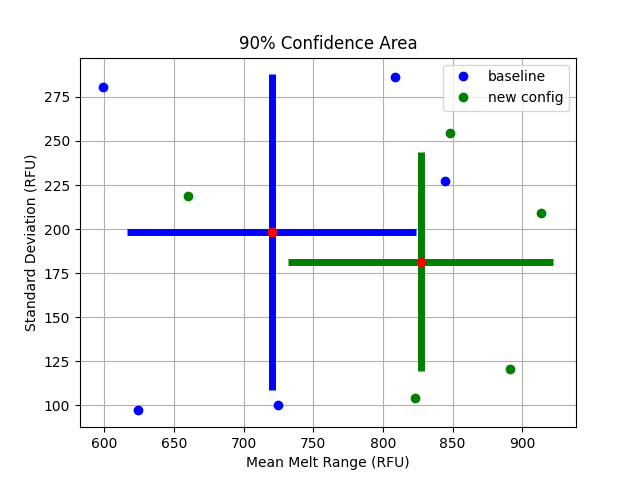 90% Confidence Area
baseline
new config
Standard Deviation (RFU)
275
250
225
200
175
150
125
100
600 650 700 750 800 850 900
Mean Melt Range (RFU)